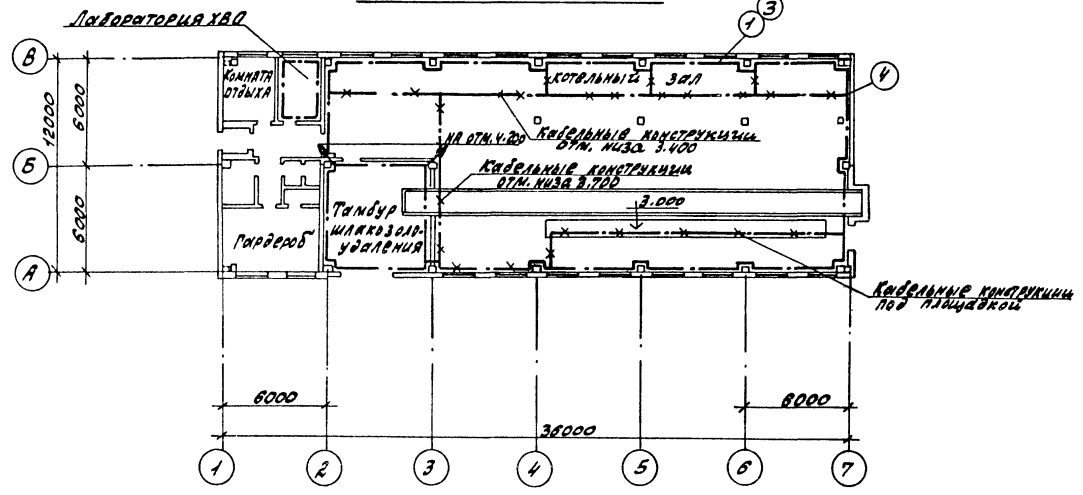 Лаборатория ХВО
1
3
4
В
Б
А
12000
6000
6000
Комната
отдыха
котельный зал
на отм. 4.200
Кабельные конструкции
отм. низа 3.400
Кабельные конструкции
отм. низа 3.700
3.000
Тамбур
шлакозоло-
удаления
Гардероб
Кабельные конструкции
под площадкой
6000
6000
36000
1
2
3
4
5
6
7